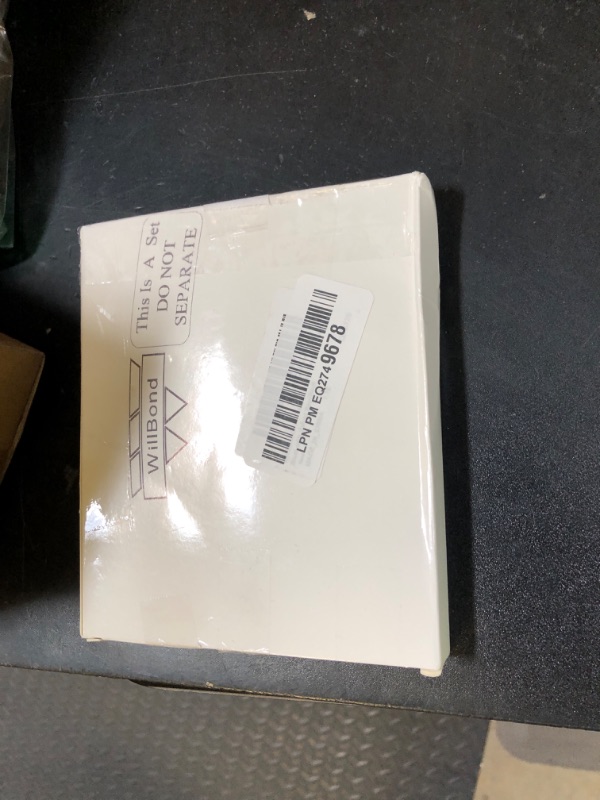 This Is A Set
DO NOT
SEPARATE
WillBond
LPN PM EQ2749678